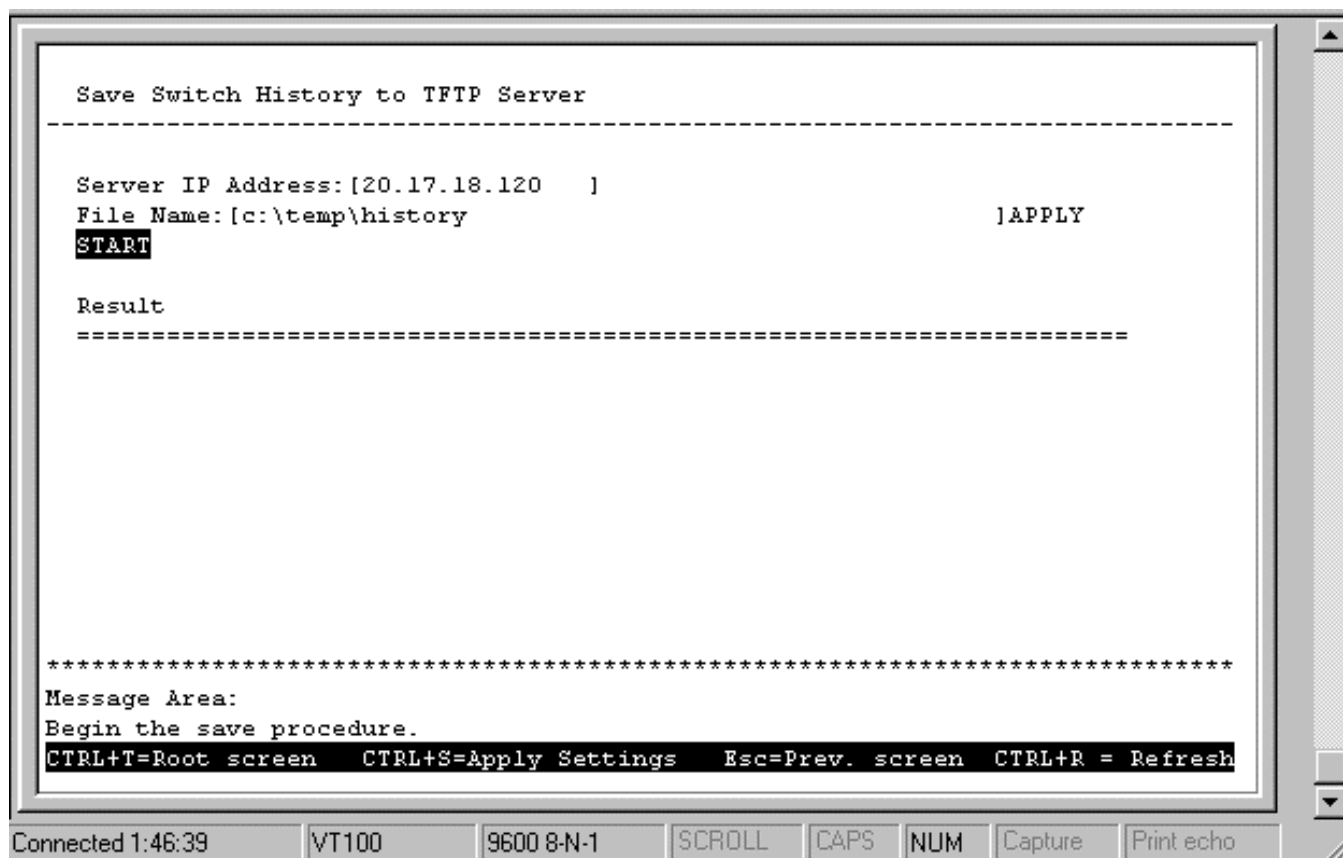 Save Switch History to TFTP Server
--------------------------------------------------------------------------------
Server IP Address:[20.17.18.120   ]
File Name:[c:\temp\history                                   ]APPLY
START
Result
======================================================================
********************************************************************************
Message Area:
Begin the save procedure.
CTRL+T=Root screen   CTRL+S=Apply Settings   Esc=Prev. screen  CTRL+R = Refresh
Connected 1:46:39 VT100 9600 8-N-1 SCROLL CAPS NUM Capture Print echo